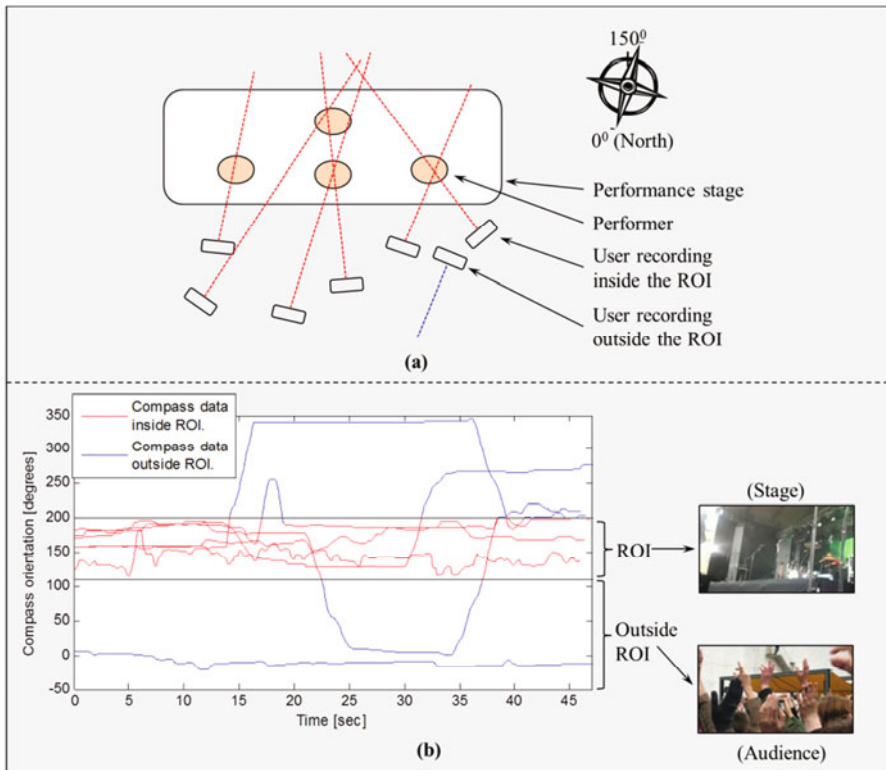 150⁰
0⁰ (North)
Performance stage
Performer
User recording
inside the ROI
User recording
outside the ROI
(a)
Compass data
inside ROI.
Compass data
outside ROI.
350
300
250
200
150
100
50
0
-50
0
5
10
15
20
25
30
35
40
45
Compass orientation [degrees]
Time [sec]
ROI
Outside
ROI
(Stage)
(Audience)
(b)